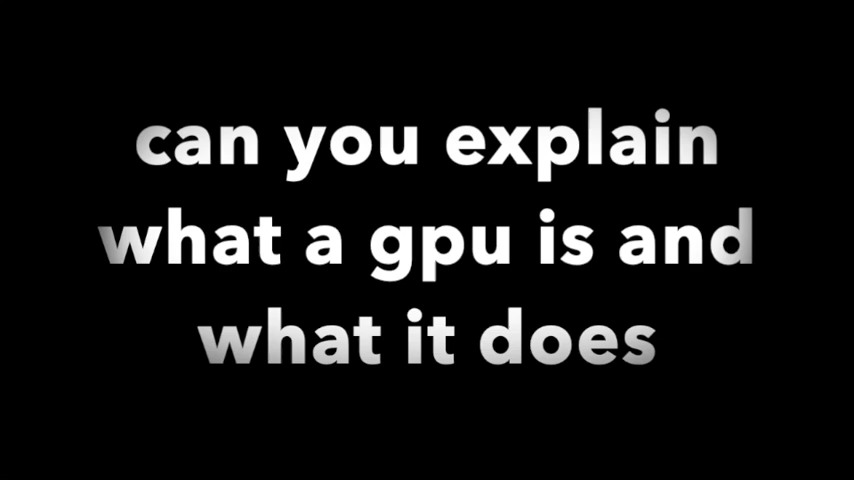 can you explain
what a gpu is and
what it does